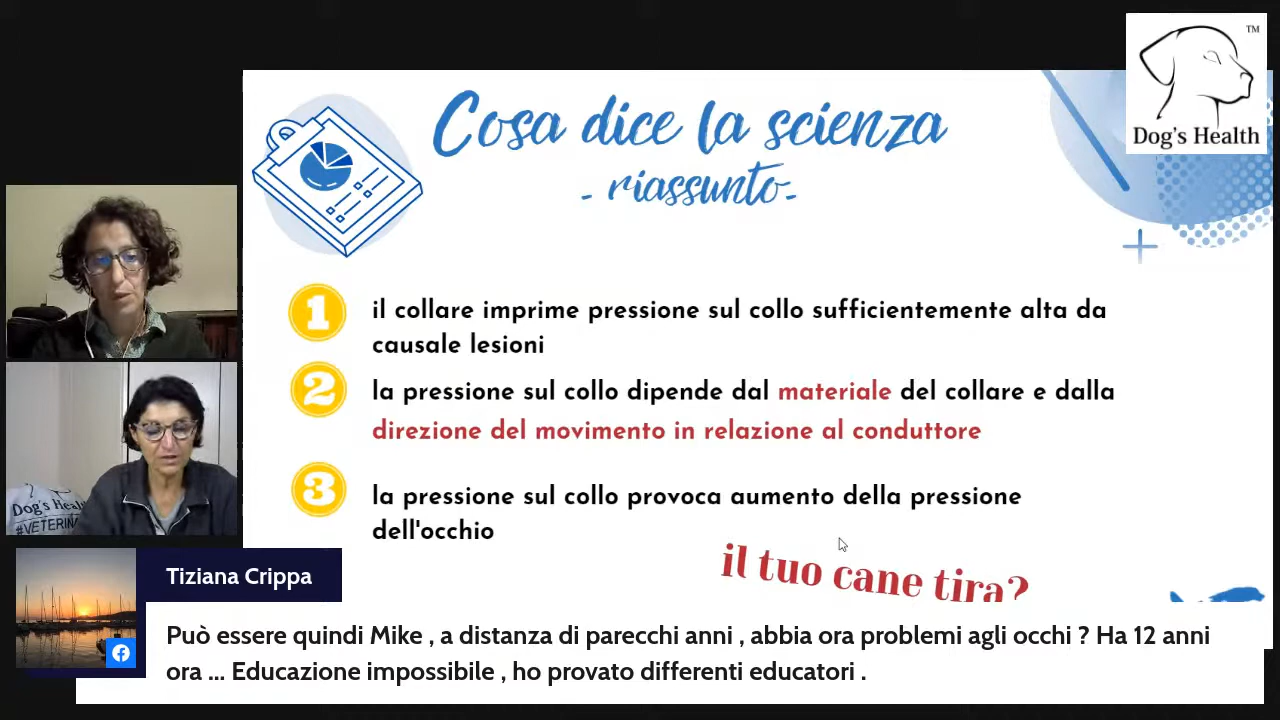 TM
Dog's Health
Cosa dice la scienza
- riassunto-
1 il collare imprime pressione sul collo sufficientemente alta da
causale lesioni
2 la pressione sul collo dipende dal materiale del collare e dalla
direzione del movimento in relazione al conduttore
3 la pressione sul collo provoca aumento della pressione
dell'occhio
il tuo cane tira?
Dog's Health
#VETERIN
Tiziana Crippa
Può essere quindi Mike , a distanza di parecchi anni , abbia ora problemi agli occhi ? Ha 12 anni
ora ... Educazione impossibile , ho provato differenti educatori .